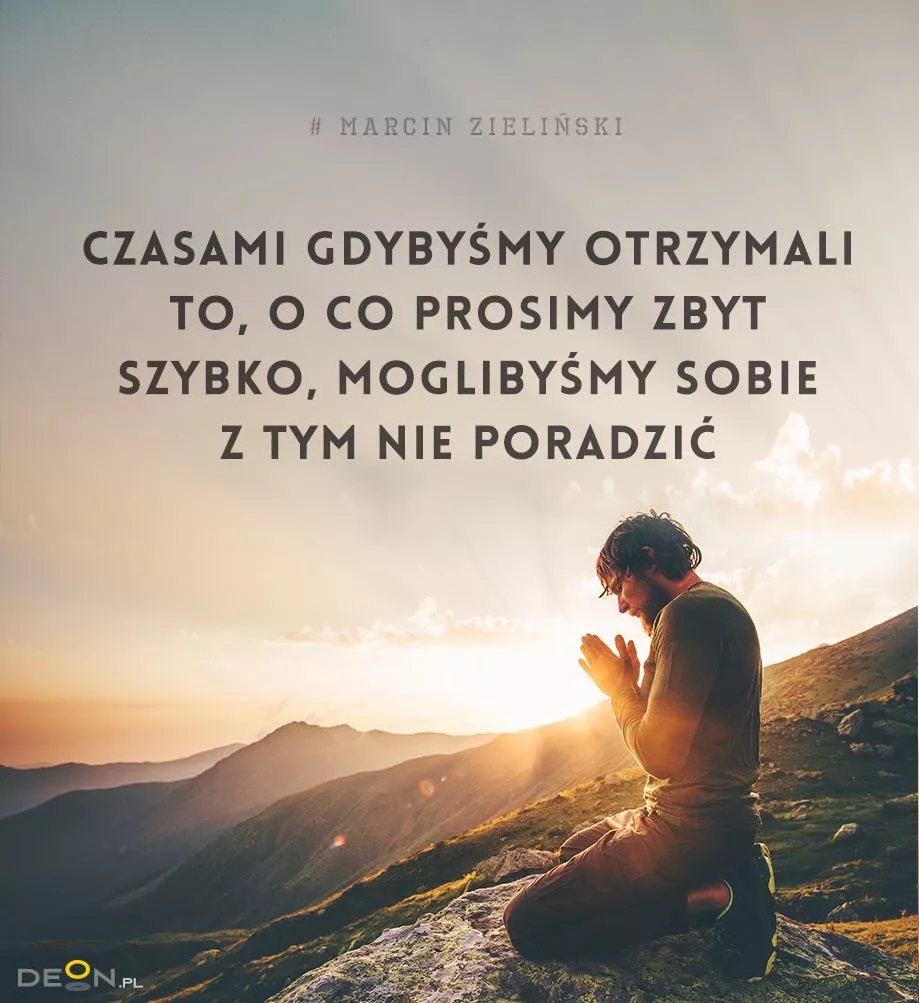 # MARCIN ZIELIŃSKI
CZASAMI GDYBYŚMY OTRZYMALI
TO, O CO PROSIMY ZBYT
SZYBKO, MOGLIBYŚMY SOBIE
Z TYM NIE PORADZIĆ
DEON.PL